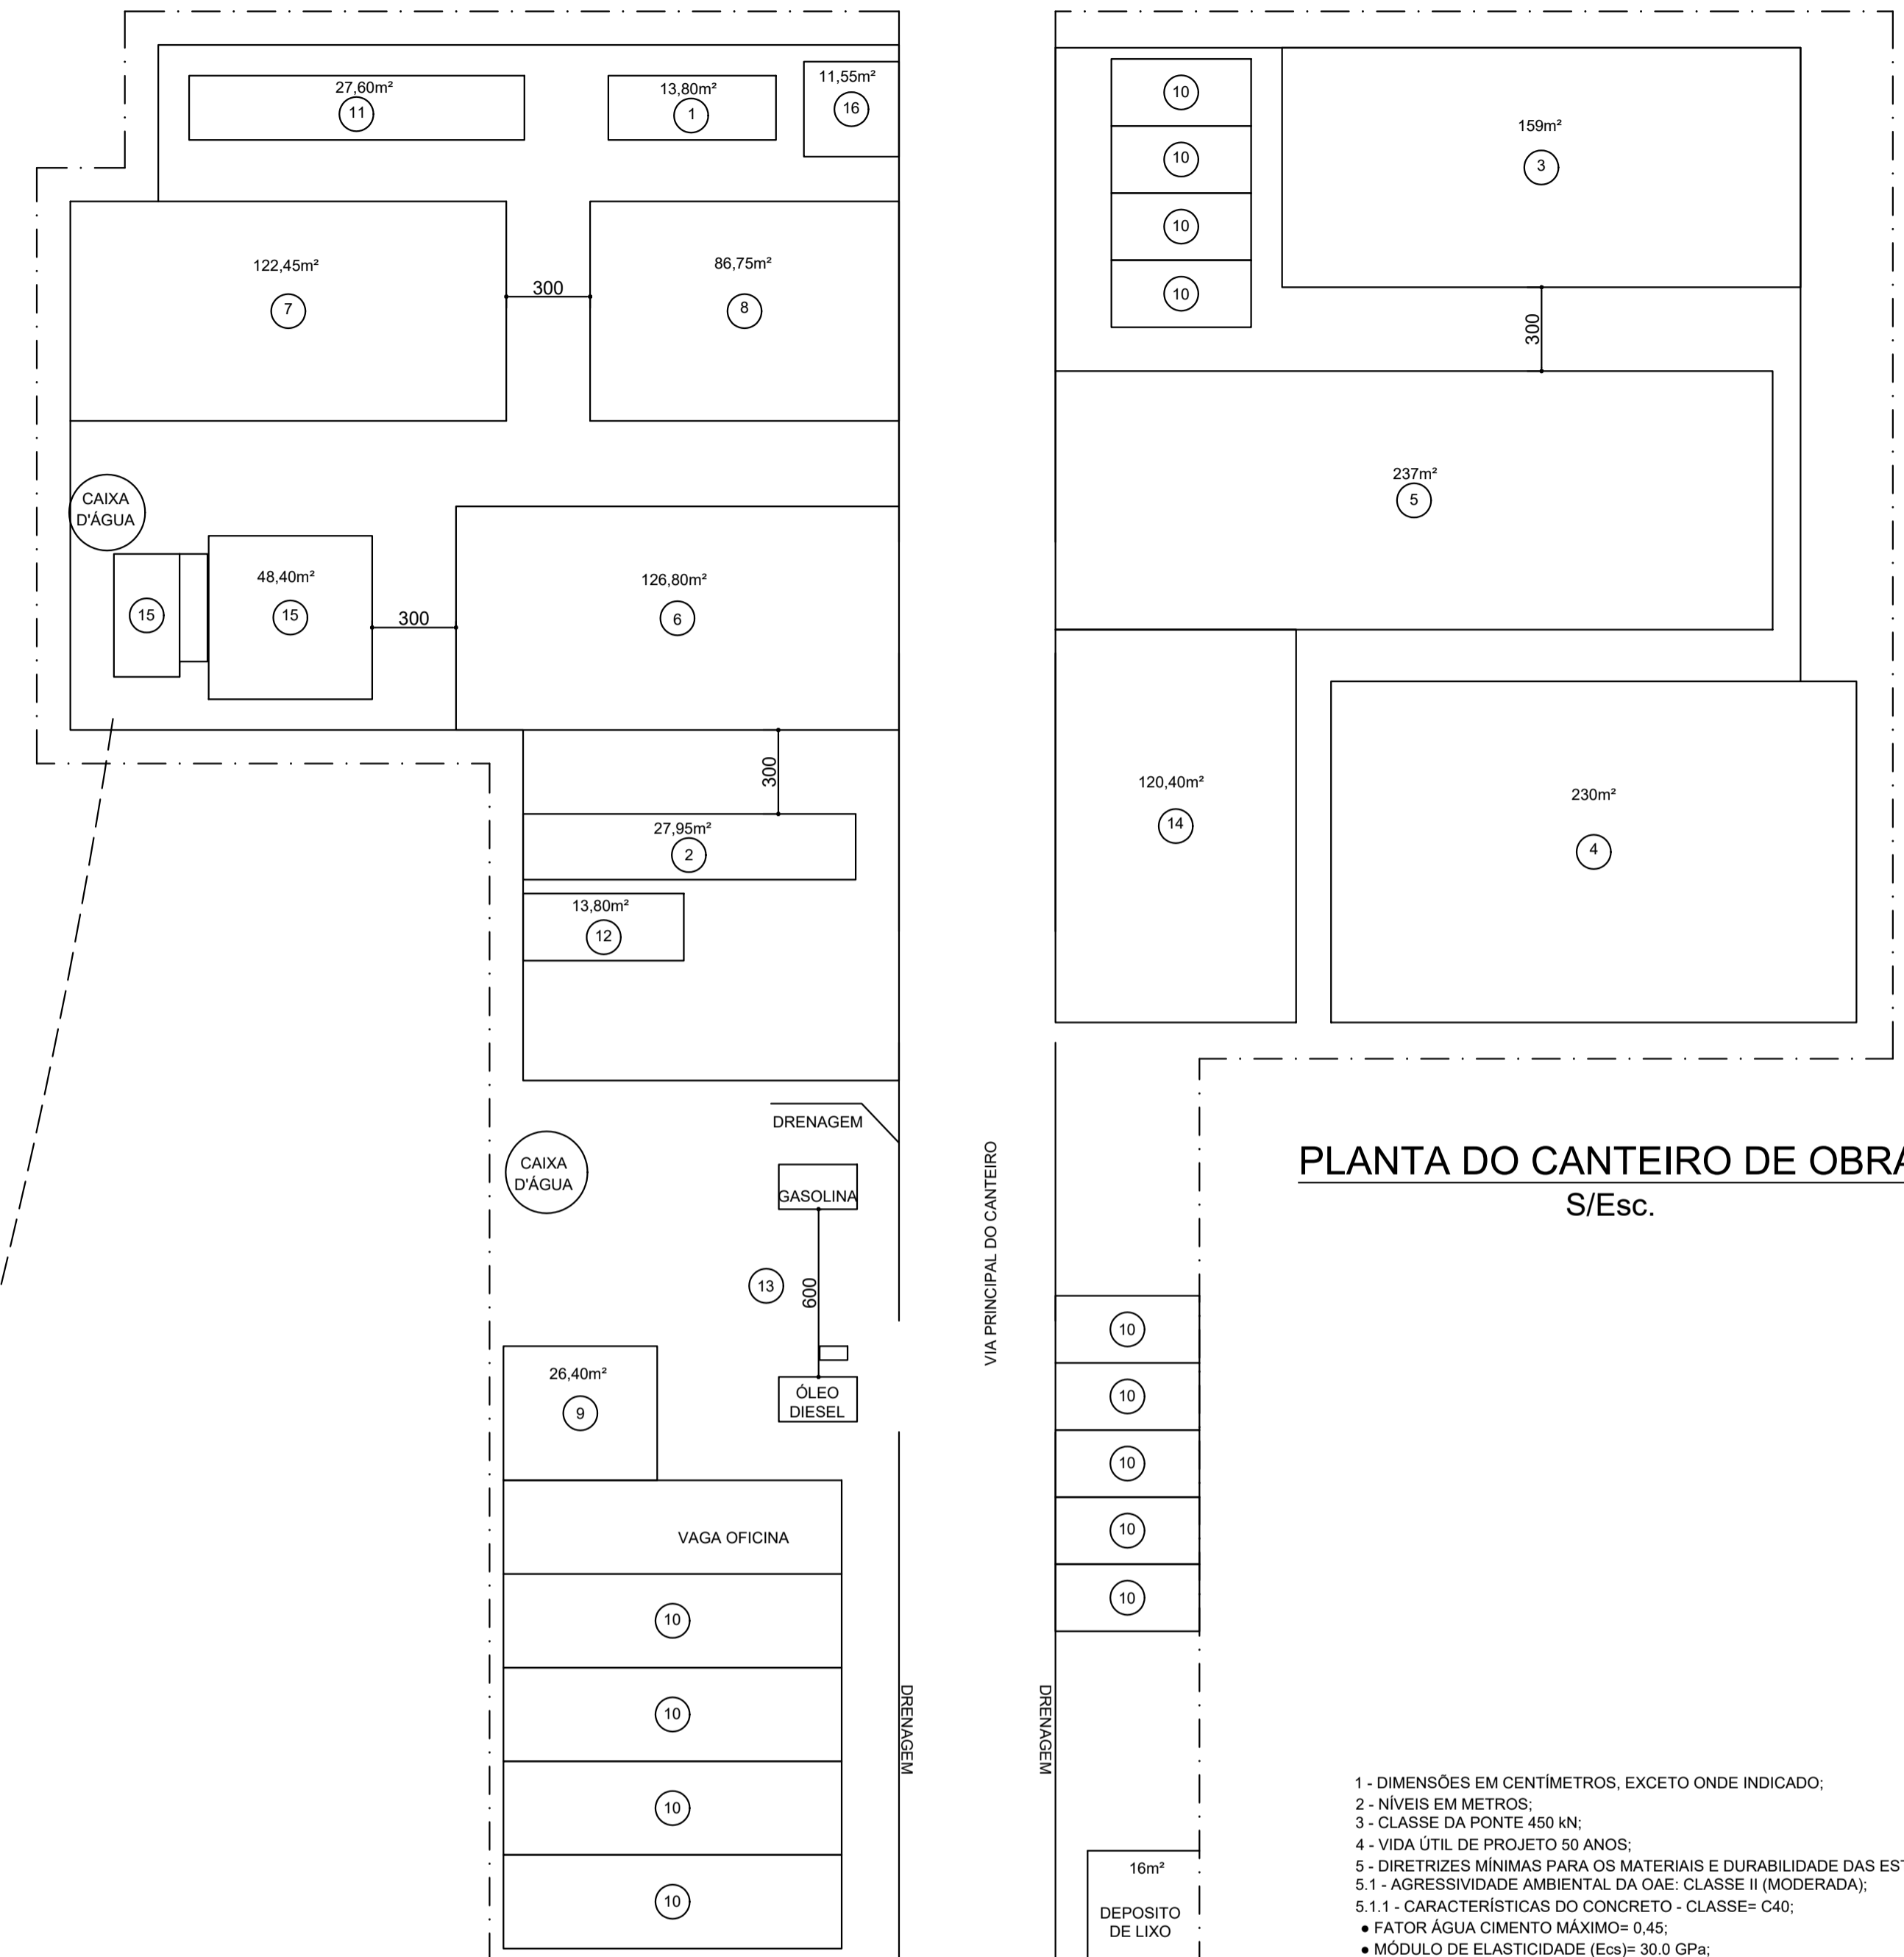 27,60m²
11
13,80m²
1
11,55m²
16
122,45m²
7
300
86,75m²
8
CAIXA
D'ÁGUA
15
48,40m²
15
300
126,80m²
6
300
27,95m²
2
13,80m²
12
DRENAGEM
CAIXA
D'ÁGUA
GASOLINA
13
600
ÓLEO
DIESEL
26,40m²
9
VAGA OFICINA
10
10
10
10
DRENAGEM
VIA PRINCIPAL DO CANTEIRO
DRENAGEM
10
10
10
10
159m²
3
300
237m²
5
120,40m²
14
230m²
4
PLANTA DO CANTEIRO DE OBRA
S/Esc.
10
10
10
10
10
16m²
DEPOSITO
DE LIXO
1 - DIMENSÕES EM CENTÍMETROS, EXCETO ONDE INDICADO;
2 - NÍVEIS EM METROS;
3 - CLASSE DA PONTE 450 kN;
4 - VIDA ÚTIL DE PROJETO 50 ANOS;
5 - DIRETRIZES MÍNIMAS PARA OS MATERIAIS E DURABILIDADE DAS
5.1 - AGRESSIVIDADE AMBIENTAL DA OAE: CLASSE II (MODERADA);
5.1.1 - CARACTERÍSTICAS DO CONCRETO - CLASSE= C40;
● FATOR ÁGUA CIMENTO MÁXIMO= 0,45;
● MÓDULO DE ELASTICIDADE (Ecs)= 30.0 GPa;